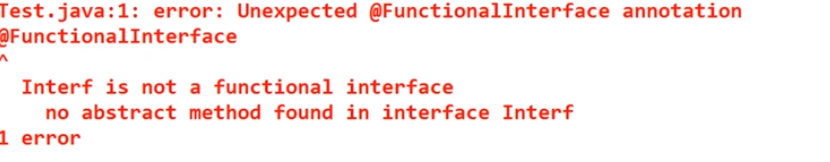 Test.java:1: error: Unexpected @FunctionalInterface annotation
@FunctionalInterface
^
Interf is not a functional interface
no abstract method found in interface Interf
1 error